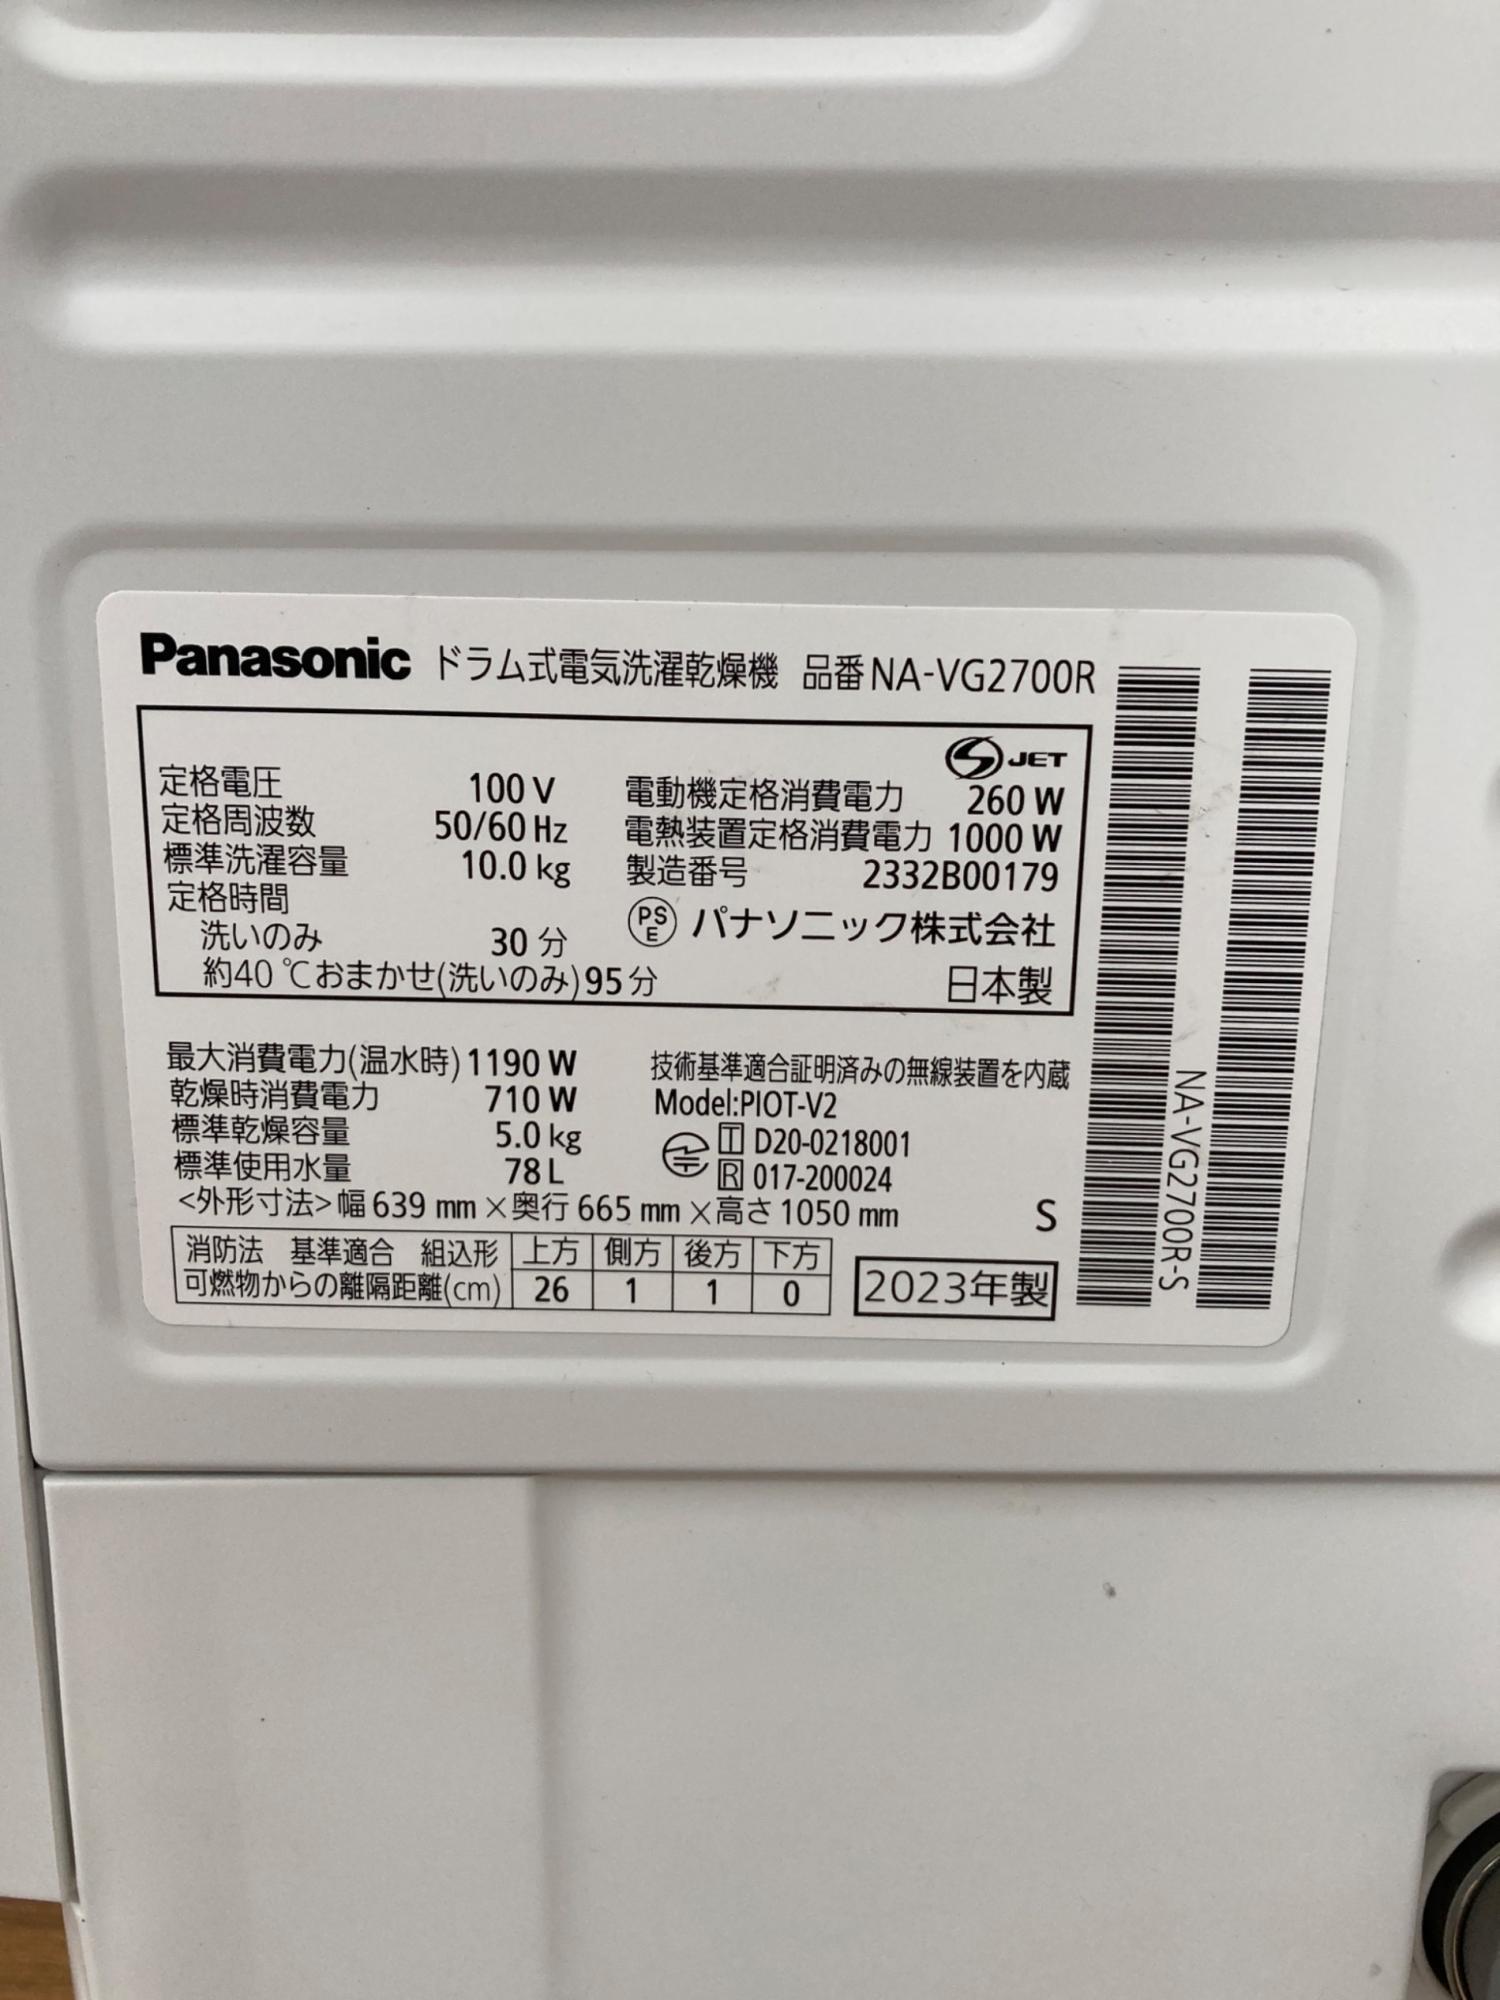 Panasonic ドラム式電気洗濯乾燥機 品番 NA-VG2700R
JET
定格電圧 100 V 電動機定格消費電力 260 W
定格周波数 50/60 Hz 電熱装置定格消費電力 1000 W
標準洗濯容量 10.0 kg 製造番号 2332B00179
定格時間
洗いのみ 30 分 PS E パナソニック株式会社
約40 ℃おまかせ(洗いのみ) 95 分 日本製
最大消費電力(温水時) 1190 W 技術基準適合証明済みの無線装置を内蔵
乾燥時消費電力 710 W Model:PIOT-V2
標準乾燥容量 5.0 kg T D20-0218001
標準使用水量 78 L R 017-200024
<外形寸法> 幅 639 mm ×奥行 665 mm ×高さ 1050 mm S
消防法 基準適合 組込形 上方 側方 後方 下方
可燃物からの離隔距離(cm) 26 1 1 0
2023年製
NA-VG2700R-S